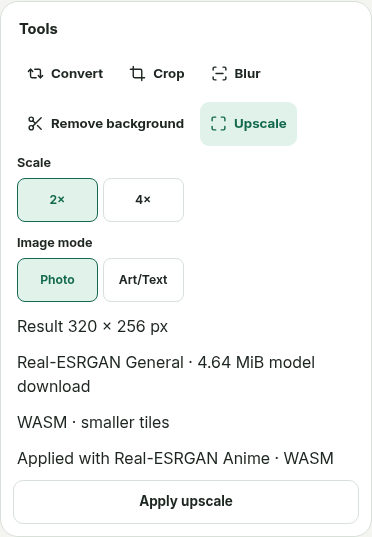 Tools
Convert Crop Blur
Remove background Upscale
Scale
2× 4×
Image mode
Photo Art/Text
Result 320 × 256 px
Real-ESRGAN General · 4.64 MiB model
download
WASM · smaller tiles
Applied with Real-ESRGAN Anime · WASM
Apply upscale